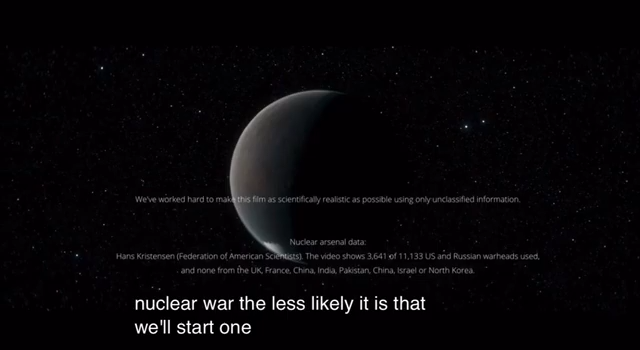 We've worked hard to make this film as scientifically realistic as possible using only unclassified information.
Nuclear arsenal data:
Hans Kristensen (Federation of American Scientists). The video shows 3,641 of 11,133 US and Russian warheads used,
and none from the UK, France, China, India, Pakistan, China, Israel or North Korea.
nuclear war the less likely it is that
we'll start one